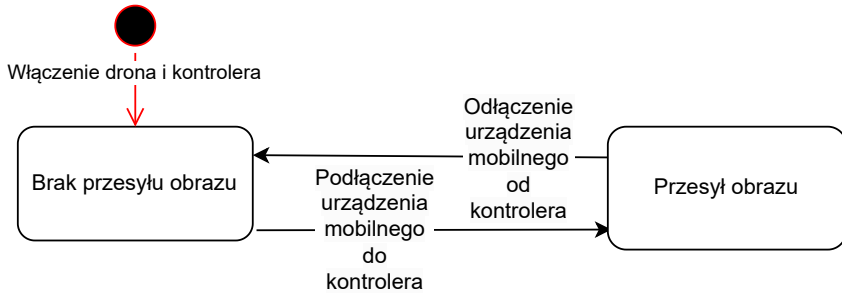 Włączenie drona i kontrolera
Brak przesyłu obrazu
Podłączenie
urządzenia
mobilnego
do
kontrolera
Odłączenie
urządzenia
mobilnego
od
kontrolera
Przesył obrazu